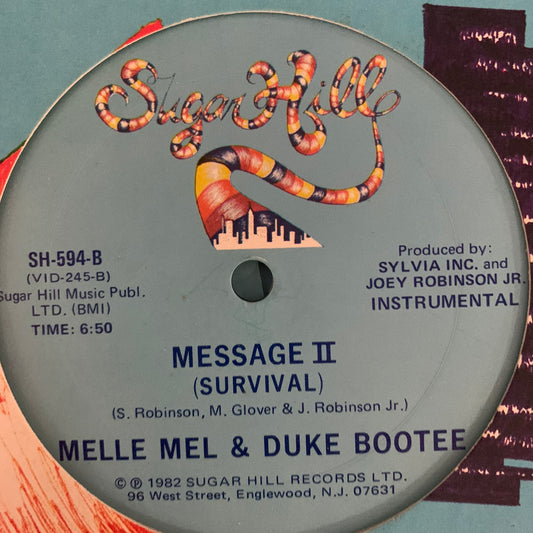 Sugar Hill
SH-594-B
(VID-245-B)
Sugar Hill Music Publ.
LTD. (BMI)
TIME: 6:50
Produced by:
SYLVIA INC. and
JOEY ROBINSON JR.
INSTRUMENTAL
MESSAGE II
(SURVIVAL)
(S. Robinson, M. Glover & J. Robinson Jr.)
MELLE MEL & DUKE BOOTEE
© ℗ 1982 SUGAR HILL RECORDS LTD.
96 West Street, Englewood, N.J. 07631